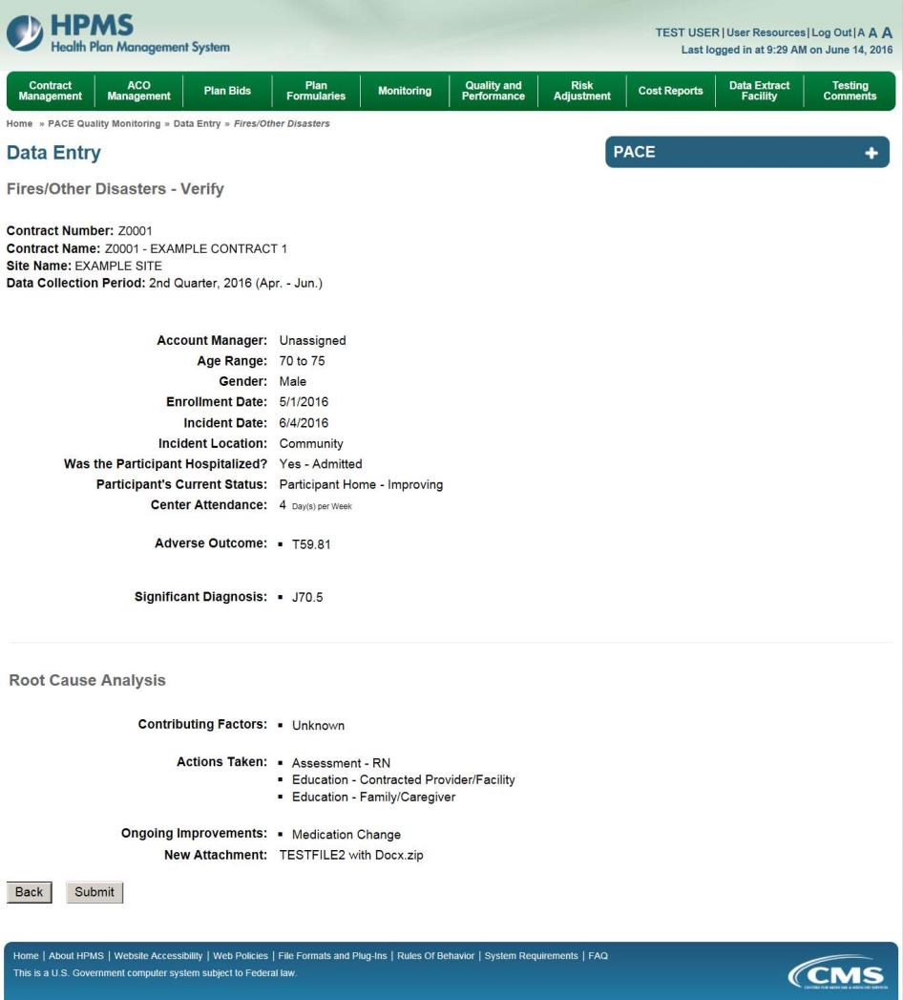 HPMS
Health Plan Management System
TEST USER | User Resources | Log Out | A A A
Last logged in at 9:29 AM on June 14, 2016
Contract Management
ACO Management
Plan Bids
Plan Formularies
Monitoring
Quality and Performance
Risk Adjustment
Cost Reports
Data Extract Facility
Testing Comments
Home » PACE Quality Monitoring » Data Entry » Fires/Other Disasters
Data Entry
PACE
Fires/Other Disasters - Verify
Contract Number: Z0001
Contract Name: Z0001 - EXAMPLE CONTRACT 1
Site Name: EXAMPLE SITE
Data Collection Period: 2nd Quarter, 2016 (Apr. - Jun.)
Account Manager: Unassigned
Age Range: 70 to 75
Gender: Male
Enrollment Date: 5/1/2016
Incident Date: 6/4/2016
Incident Location: Community
Was the Participant Hospitalized? Yes - Admitted
Participant's Current Status: Participant Home - Improving
Center Attendance: 4 Day(s) per Week
Adverse Outcome: ▪ T59.81
Significant Diagnosis: ▪ J70.5
Root Cause Analysis
Contributing Factors: ▪ Unknown
Actions Taken: ▪ Assessment - RN
▪ Education - Contracted Provider/Facility
▪ Education - Family/Caregiver
Ongoing Improvements: ▪ Medication Change
New Attachment: TESTFILE2 with Docx.zip
Back
Submit
Home | About HPMS | Website Accessibility | Web Policies | File Formats and Plug-Ins | Rules Of Behavior | System Requirements | FAQ
This is a U.S. Government computer system subject to Federal law.
CMS
CENTERS FOR MEDICARE & MEDICAID SERVICES